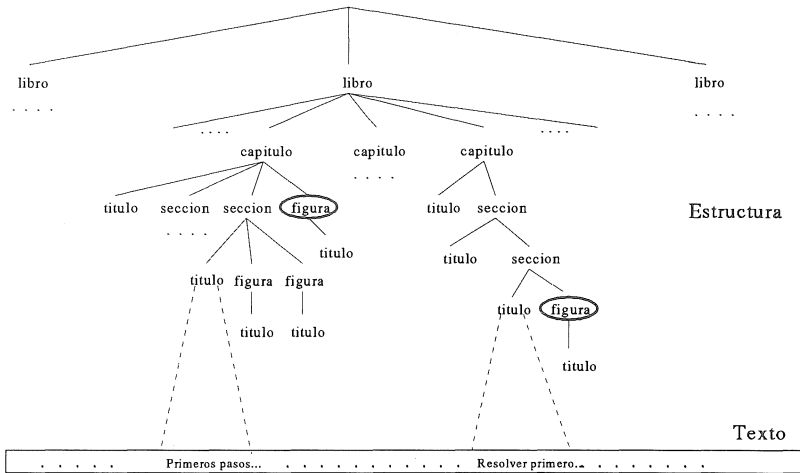 libro libro libro
. . . . . . . .
. . . . . . . .
capitulo capitulo capitulo
. . . .
titulo seccion seccion figura titulo seccion Estructura
. . . .
titulo titulo seccion
titulo figura figura titulo figura
titulo titulo
titulo
Texto
. . . . . Primeros pasos... . . . . . . . . . . Resolver primero... . . . . . . .